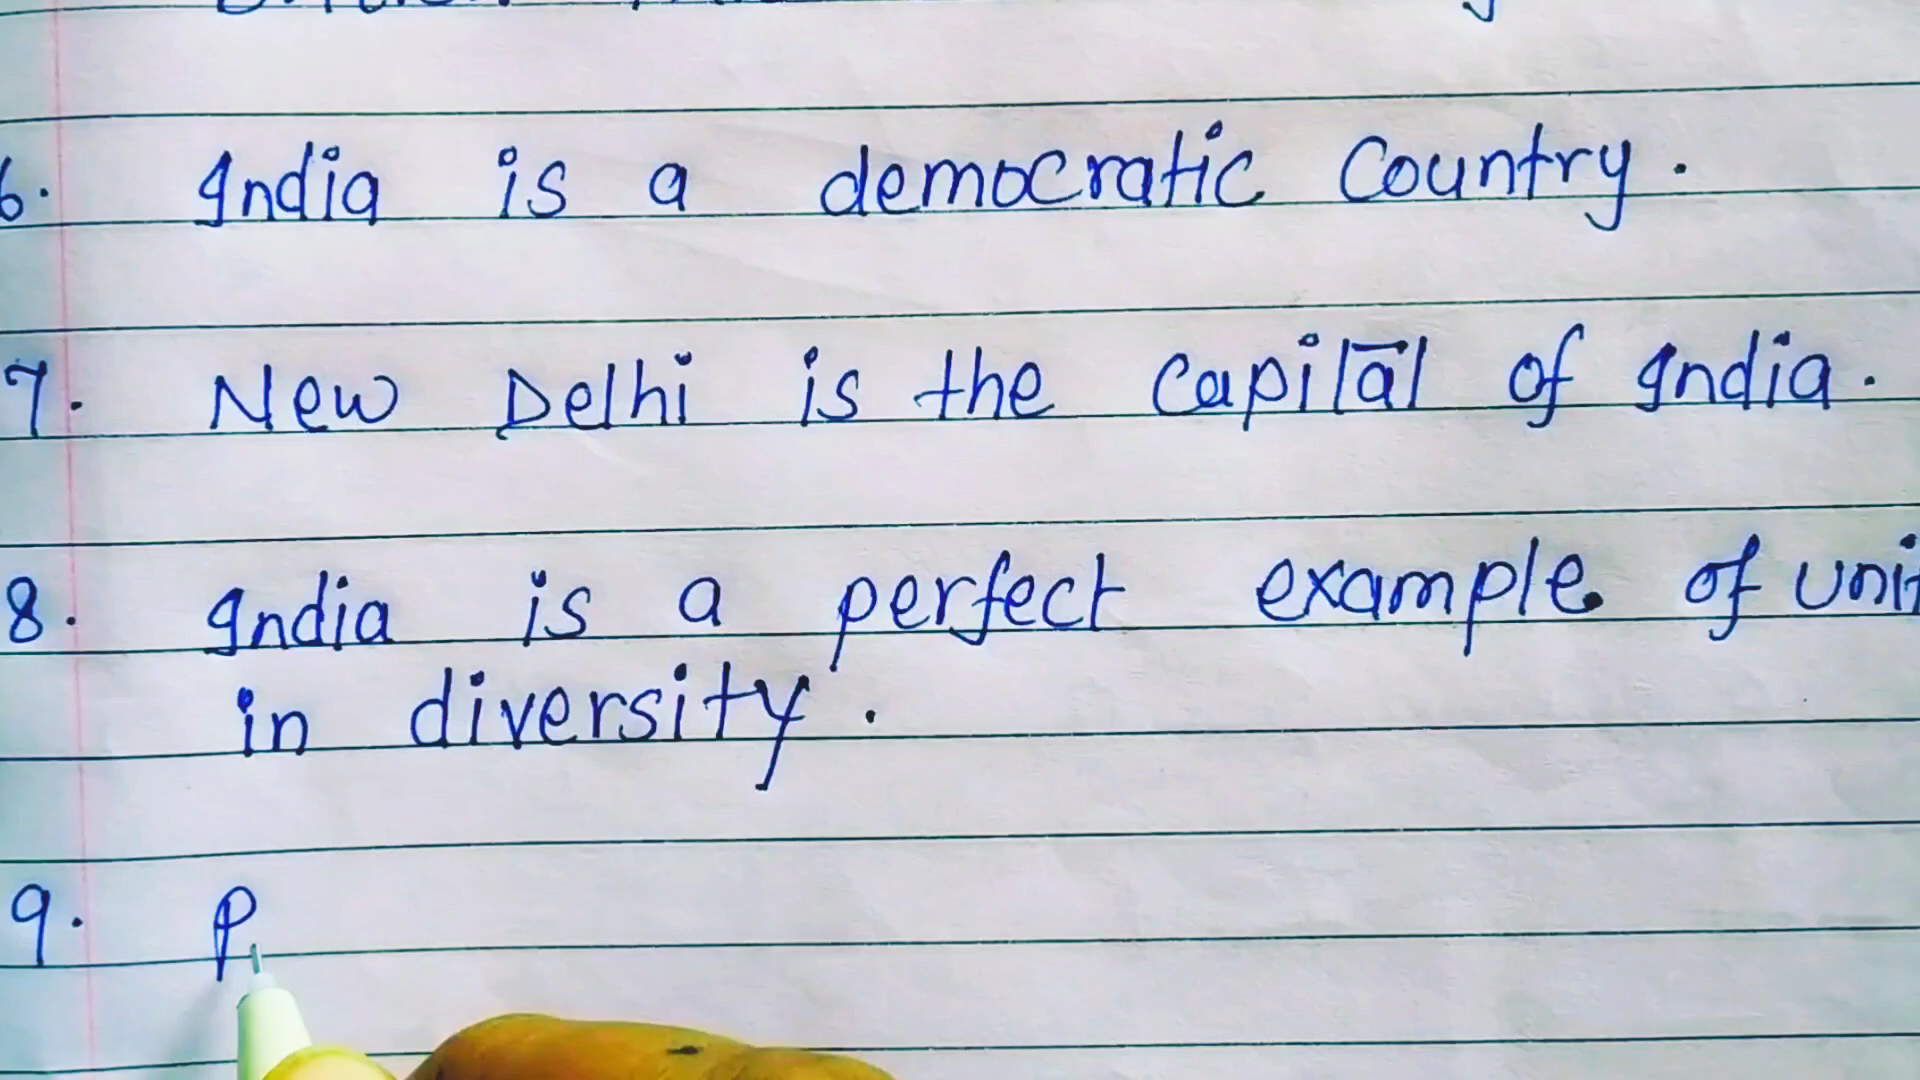 6. India is a democratic Country.
7. New Delhi is the Capital of India.
8. India is a perfect example of unit
in diversity.
9. P